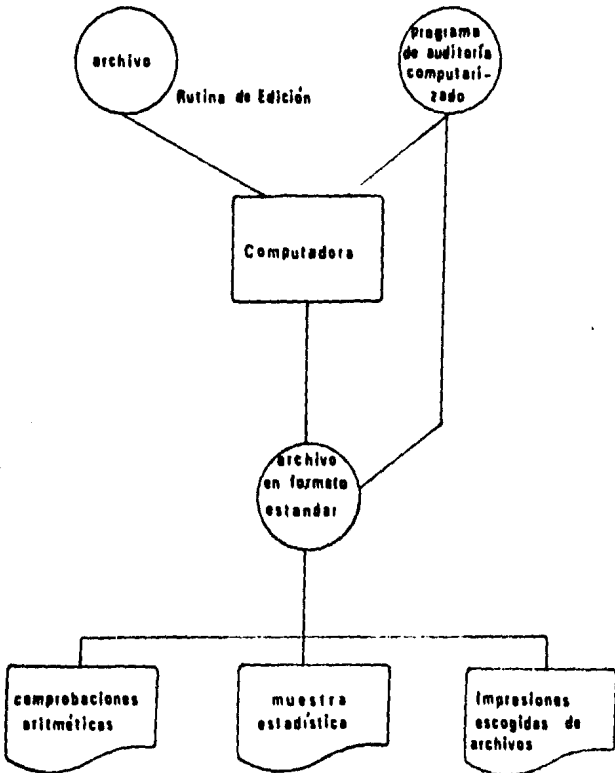 archivo
programa
de auditoría
computari-
zado
Rutina de Edición
Computadora
archivo
en formato
estandar
comprobaciones
aritméticas
muestra
estadística
Impresiones
escogidas de
archivos